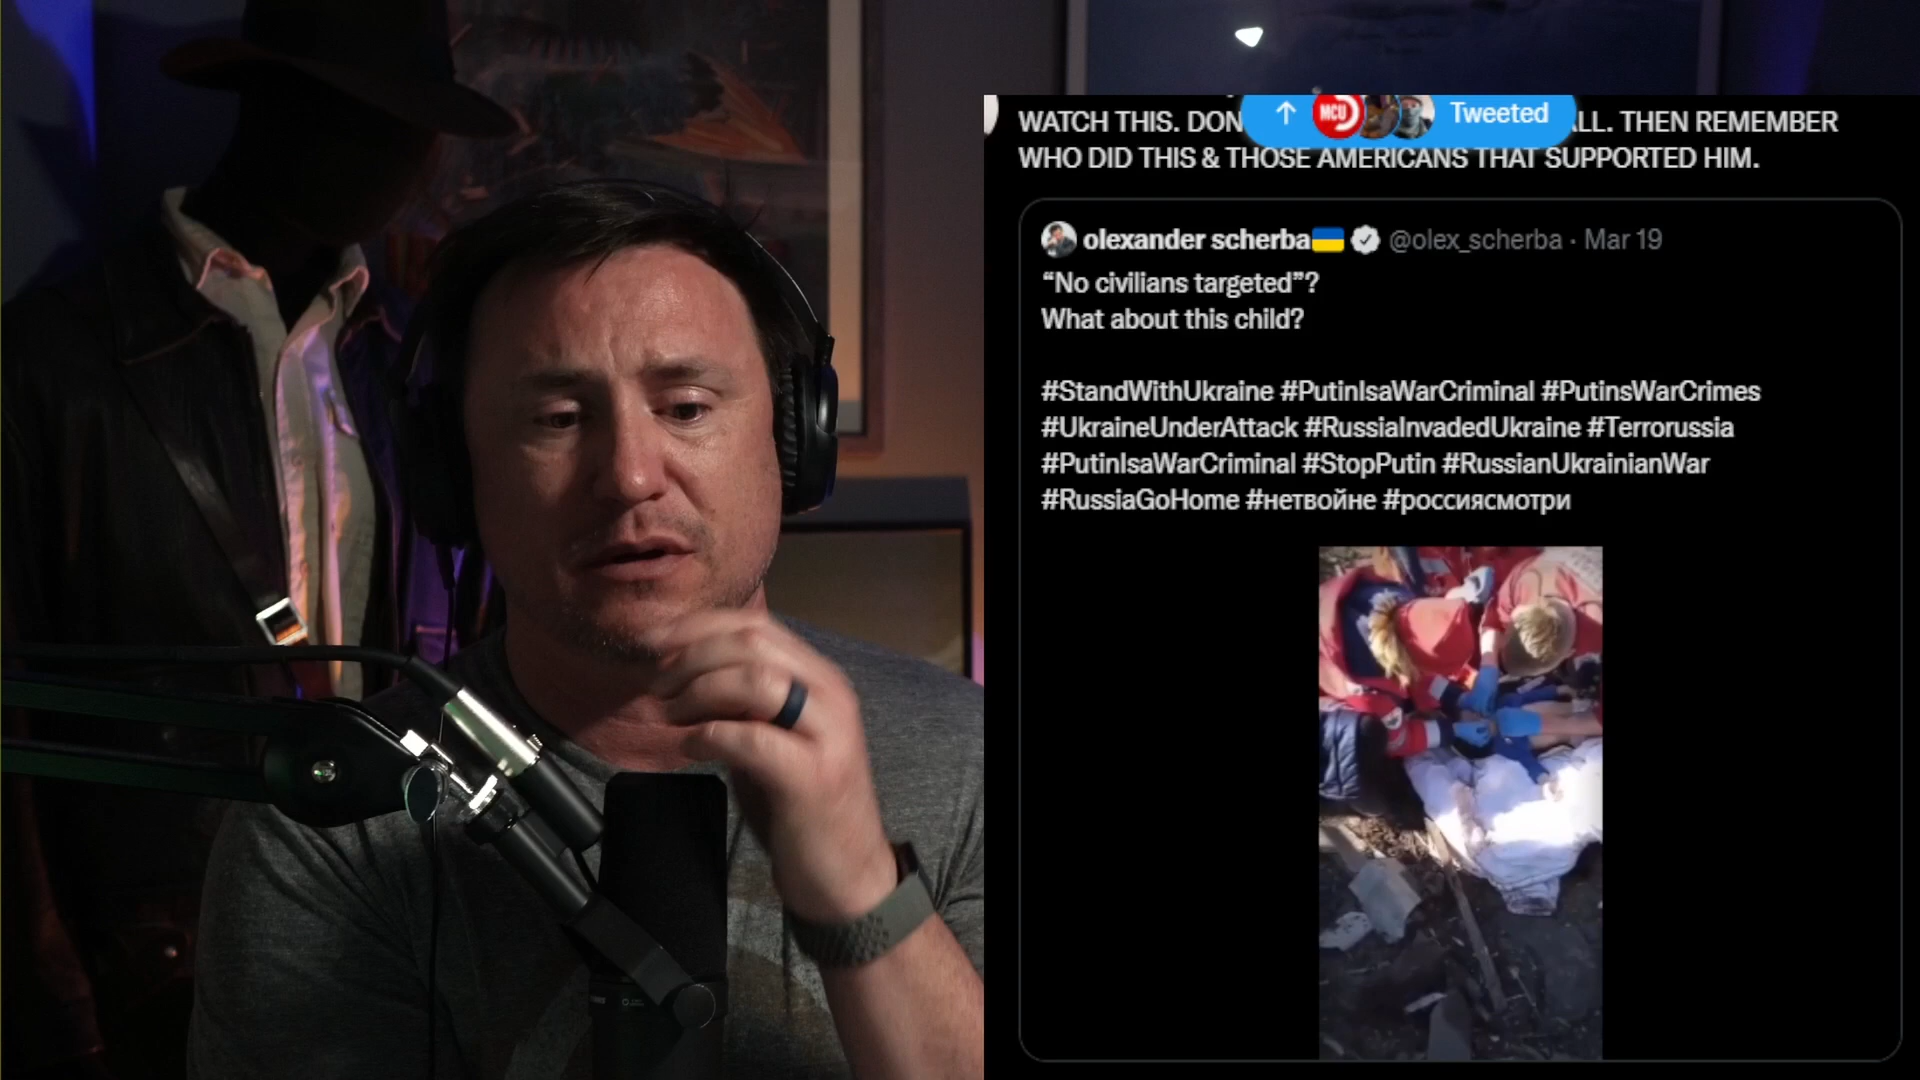 WATCH THIS. DON
ALL. THEN REMEMBER
MCU
Tweeted
WHO DID THIS & THOSE AMERICANS THAT SUPPORTED HIM.
olexander scherba @olex_scherba · Mar 19
“No civilians targeted”?
What about this child?
#StandWithUkraine #PutinIsaWarCriminal #PutinsWarCrimes
#UkraineUnderAttack #RussiaInvadedUkraine #Terrorussia
#PutinIsaWarCriminal #StopPutin #RussianUkrainianWar
#RussiaGoHome #нетвойне #россиясмотри